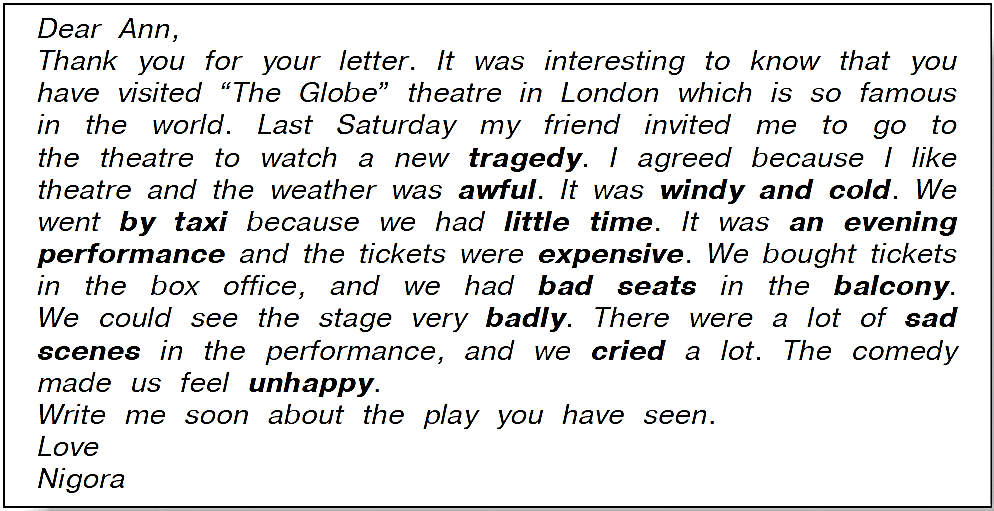 Dear Ann,
Thank you for your letter. It was interesting to know that you
have visited “The Globe” theatre in London which is so famous
in the world. Last Saturday my friend invited me to go to
the theatre to watch a new tragedy. I agreed because I like
theatre and the weather was awful. It was windy and cold. We
went by taxi because we had little time. It was an evening
performance and the tickets were expensive. We bought tickets
in the box office, and we had bad seats in the balcony.
We could see the stage very badly. There were a lot of sad
scenes in the performance, and we cried a lot. The comedy
made us feel unhappy.
Write me soon about the play you have seen.
Love
Nigora